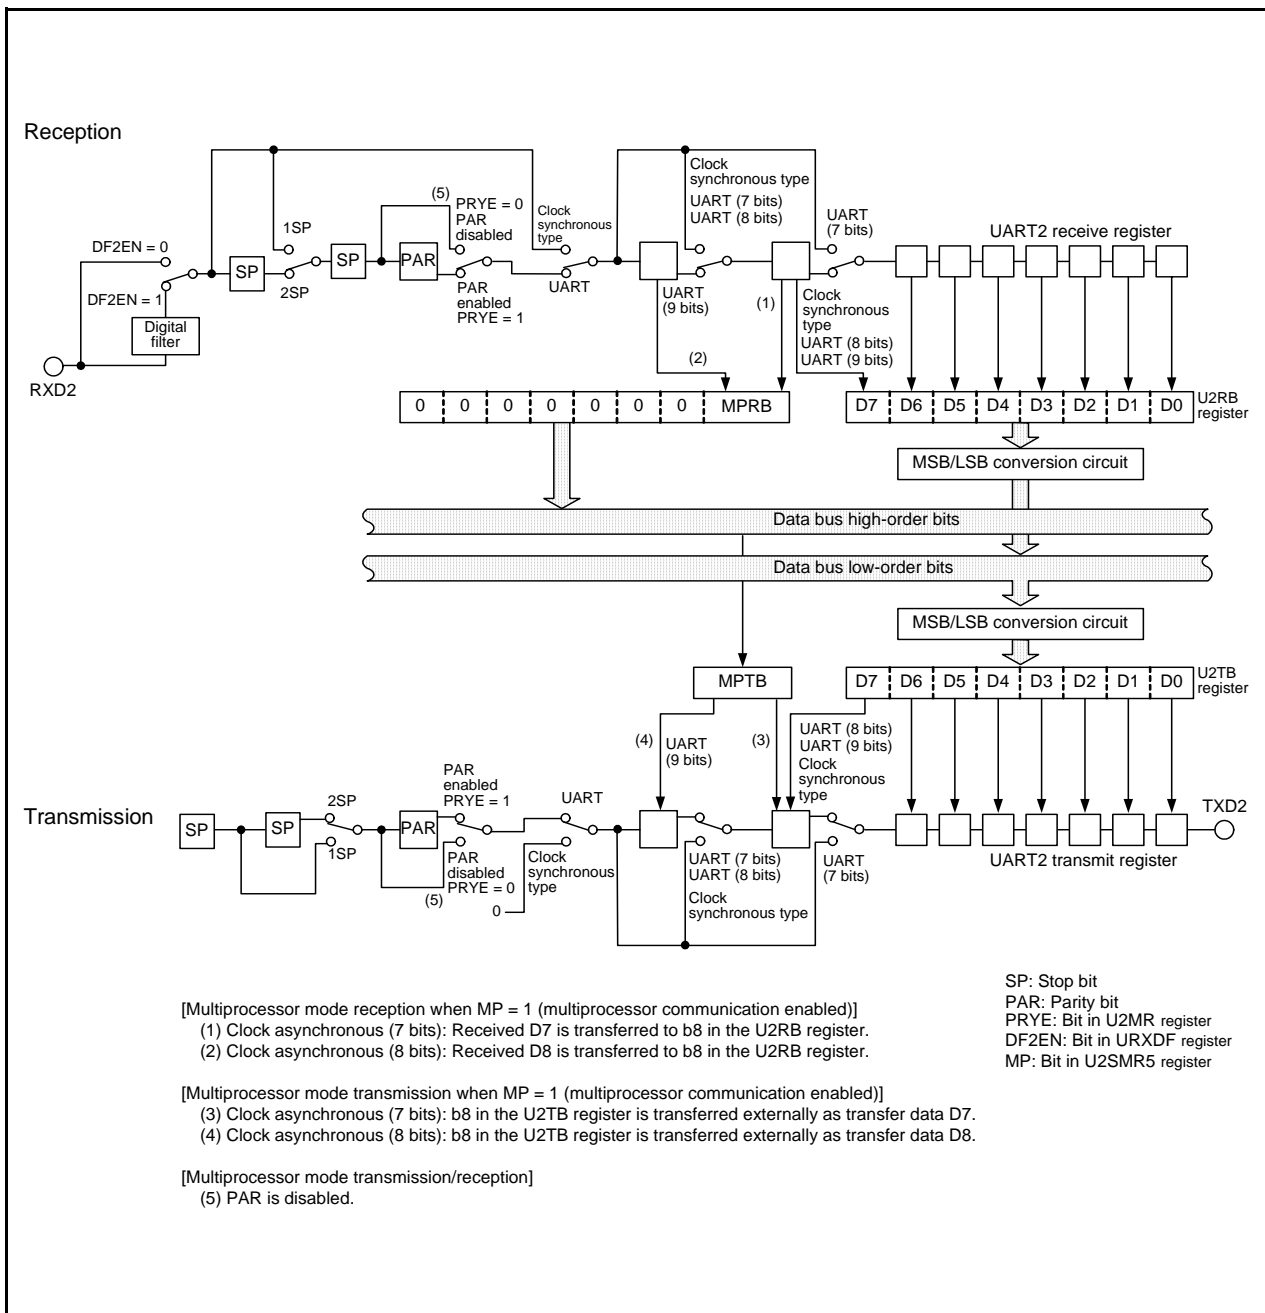 Reception
(5)
PRYE = 0
PAR
disabled
1SP
DF2EN = 0
SP
2SP
SP
PAR
DF2EN = 1
Digital
filter
PAR
enabled
PRYE = 1
Clock
synchronous
type
UART
RXD2
Clock
synchronous type
UART (7 bits)
UART (8 bits)
UART
(7 bits)
UART2 receive register
UART
(9 bits)
(1)
(2)
Clock
synchronous
type
UART (8 bits)
UART (9 bits)
0 0 0 0 0 0 0 MPRB
D7 D6 D5 D4 D3 D2 D1 D0
U2RB
register
MSB/LSB conversion circuit
Data bus high-order bits
Data bus low-order bits
MSB/LSB conversion circuit
MPTB
D7 D6 D5 D4 D3 D2 D1 D0
U2TB
register
(4)
UART
(9 bits)
(3)
UART (8 bits)
UART (9 bits)
Clock
synchronous
type
Transmission
SP
SP
2SP
1SP
PAR
PAR
enabled
PRYE = 1
UART
PAR
disabled
PRYE = 0
(5)
Clock
synchronous
type
0
UART (7 bits)
UART (8 bits)
Clock
synchronous type
UART
(7 bits)
TXD2
UART2 transmit register
SP: Stop bit
PAR: Parity bit
PRYE: Bit in U2MR register
DF2EN: Bit in URXDF register
MP: Bit in U2SMR5 register
[Multiprocessor mode reception when MP = 1 (multiprocessor communication enabled)]
(1) Clock asynchronous (7 bits): Received D7 is transferred to b8 in the U2RB register.
(2) Clock asynchronous (8 bits): Received D8 is transferred to b8 in the U2RB register.
[Multiprocessor mode transmission when MP = 1 (multiprocessor communication enabled)]
(3) Clock asynchronous (7 bits): b8 in the U2TB register is transferred externally as transfer data D7.
(4) Clock asynchronous (8 bits): b8 in the U2TB register is transferred externally as transfer data D8.
[Multiprocessor mode transmission/reception]
(5) PAR is disabled.